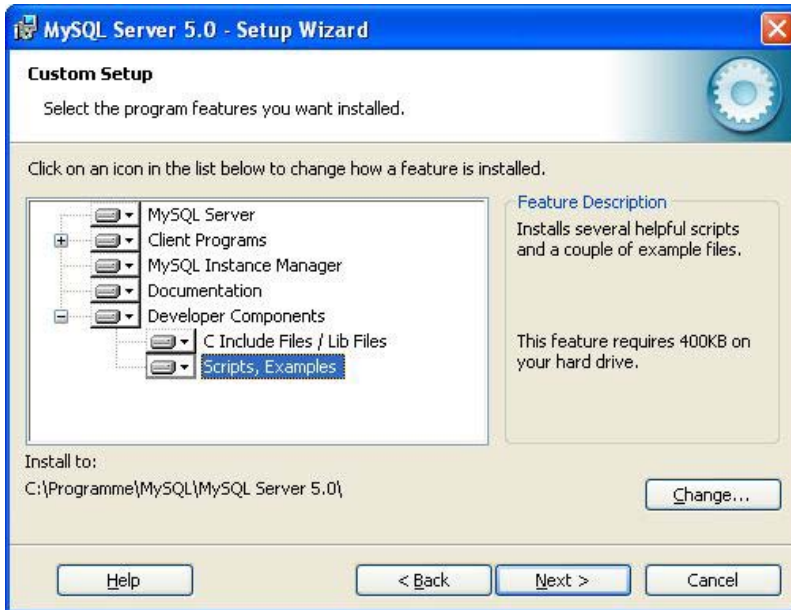 MySQL Server 5.0 - Setup Wizard
Custom Setup
Select the program features you want installed.
Click on an icon in the list below to change how a feature is installed.
MySQL Server
Client Programs
MySQL Instance Manager
Documentation
Developer Components
C Include Files / Lib Files
Scripts, Examples
Feature Description
Installs several helpful scripts
and a couple of example files.
This feature requires 400KB on
your hard drive.
Install to:
C:\Programme\MySQL\MySQL Server 5.0\
Change...
Help
< Back
Next >
Cancel